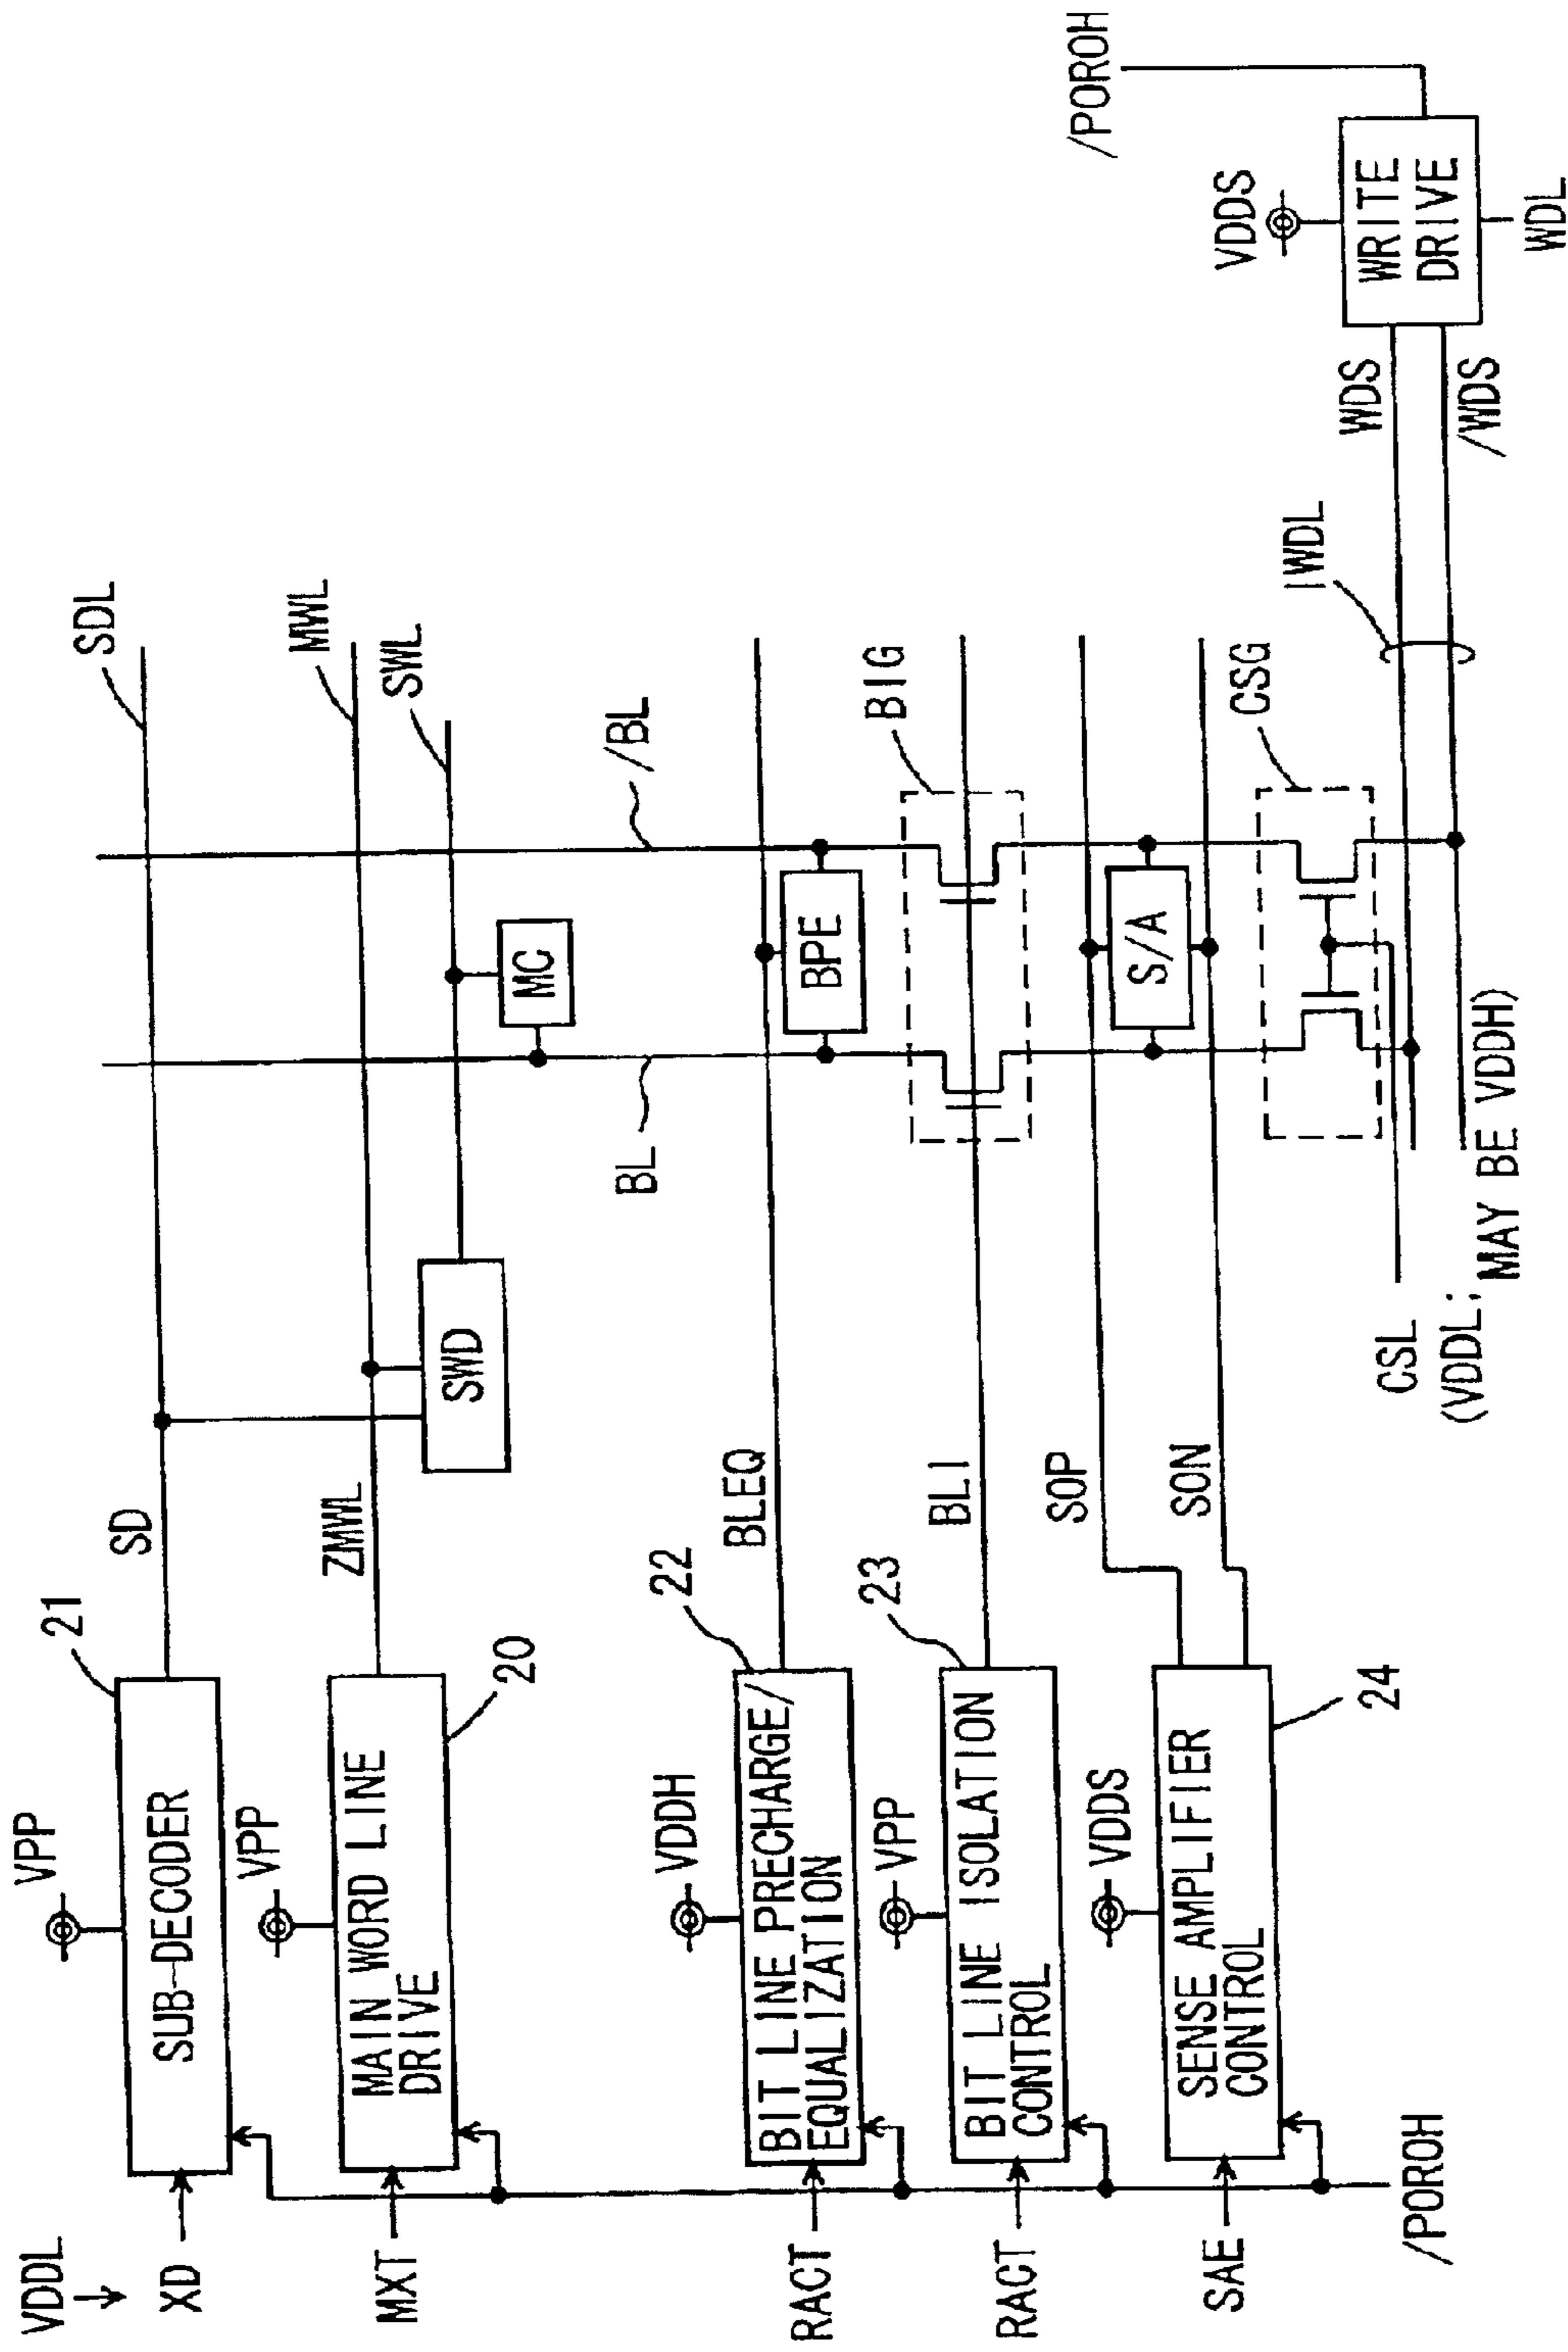 VDDL
XD
VPP
SUB-DECODER
21
SD
SDL
MXT
VPP
MAIN WORD LINE
DRIVE
20
ZMWL
MWL
SWD
SWL
MC
BL
/BL
RACT
VDDH
BIT LINE PRECHARGE/
EQUALIZATION
22
BLEQ
BPE
RACT
VPP
BIT LINE ISOLATION
CONTROL
23
BLI
BIG
SAE
VDDS
SENSE AMPLIFIER
CONTROL
24
SOP
SON
S/A
CSG
/POROH
CSL
(VDDL;
MAY BE VDDH)
IWDL
WDS
/WDS
VDDS
WRITE
DRIVE
WDL
/POROH